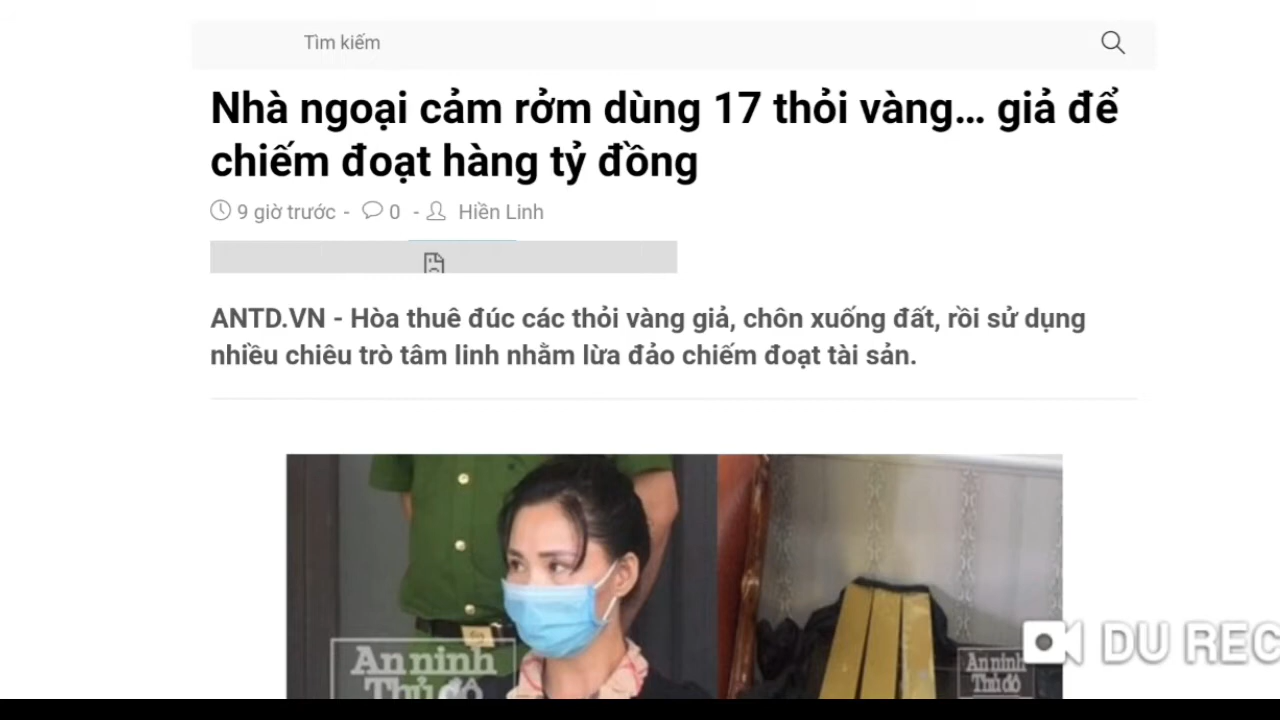 Tìm kiếm
Nhà ngoại cảm rởm dùng 17 thỏi vàng... giả để
chiếm đoạt hàng tỷ đồng
9 giờ trước - 0 - Hiền Linh
ANTD.VN - Hòa thuê đúc các thỏi vàng giả, chôn xuống đất, rồi sử dụng
nhiều chiêu trò tâm linh nhằm lừa đảo chiếm đoạt tài sản.
An ninh
Thủ đô
An ninh
Thủ đô
DU REC